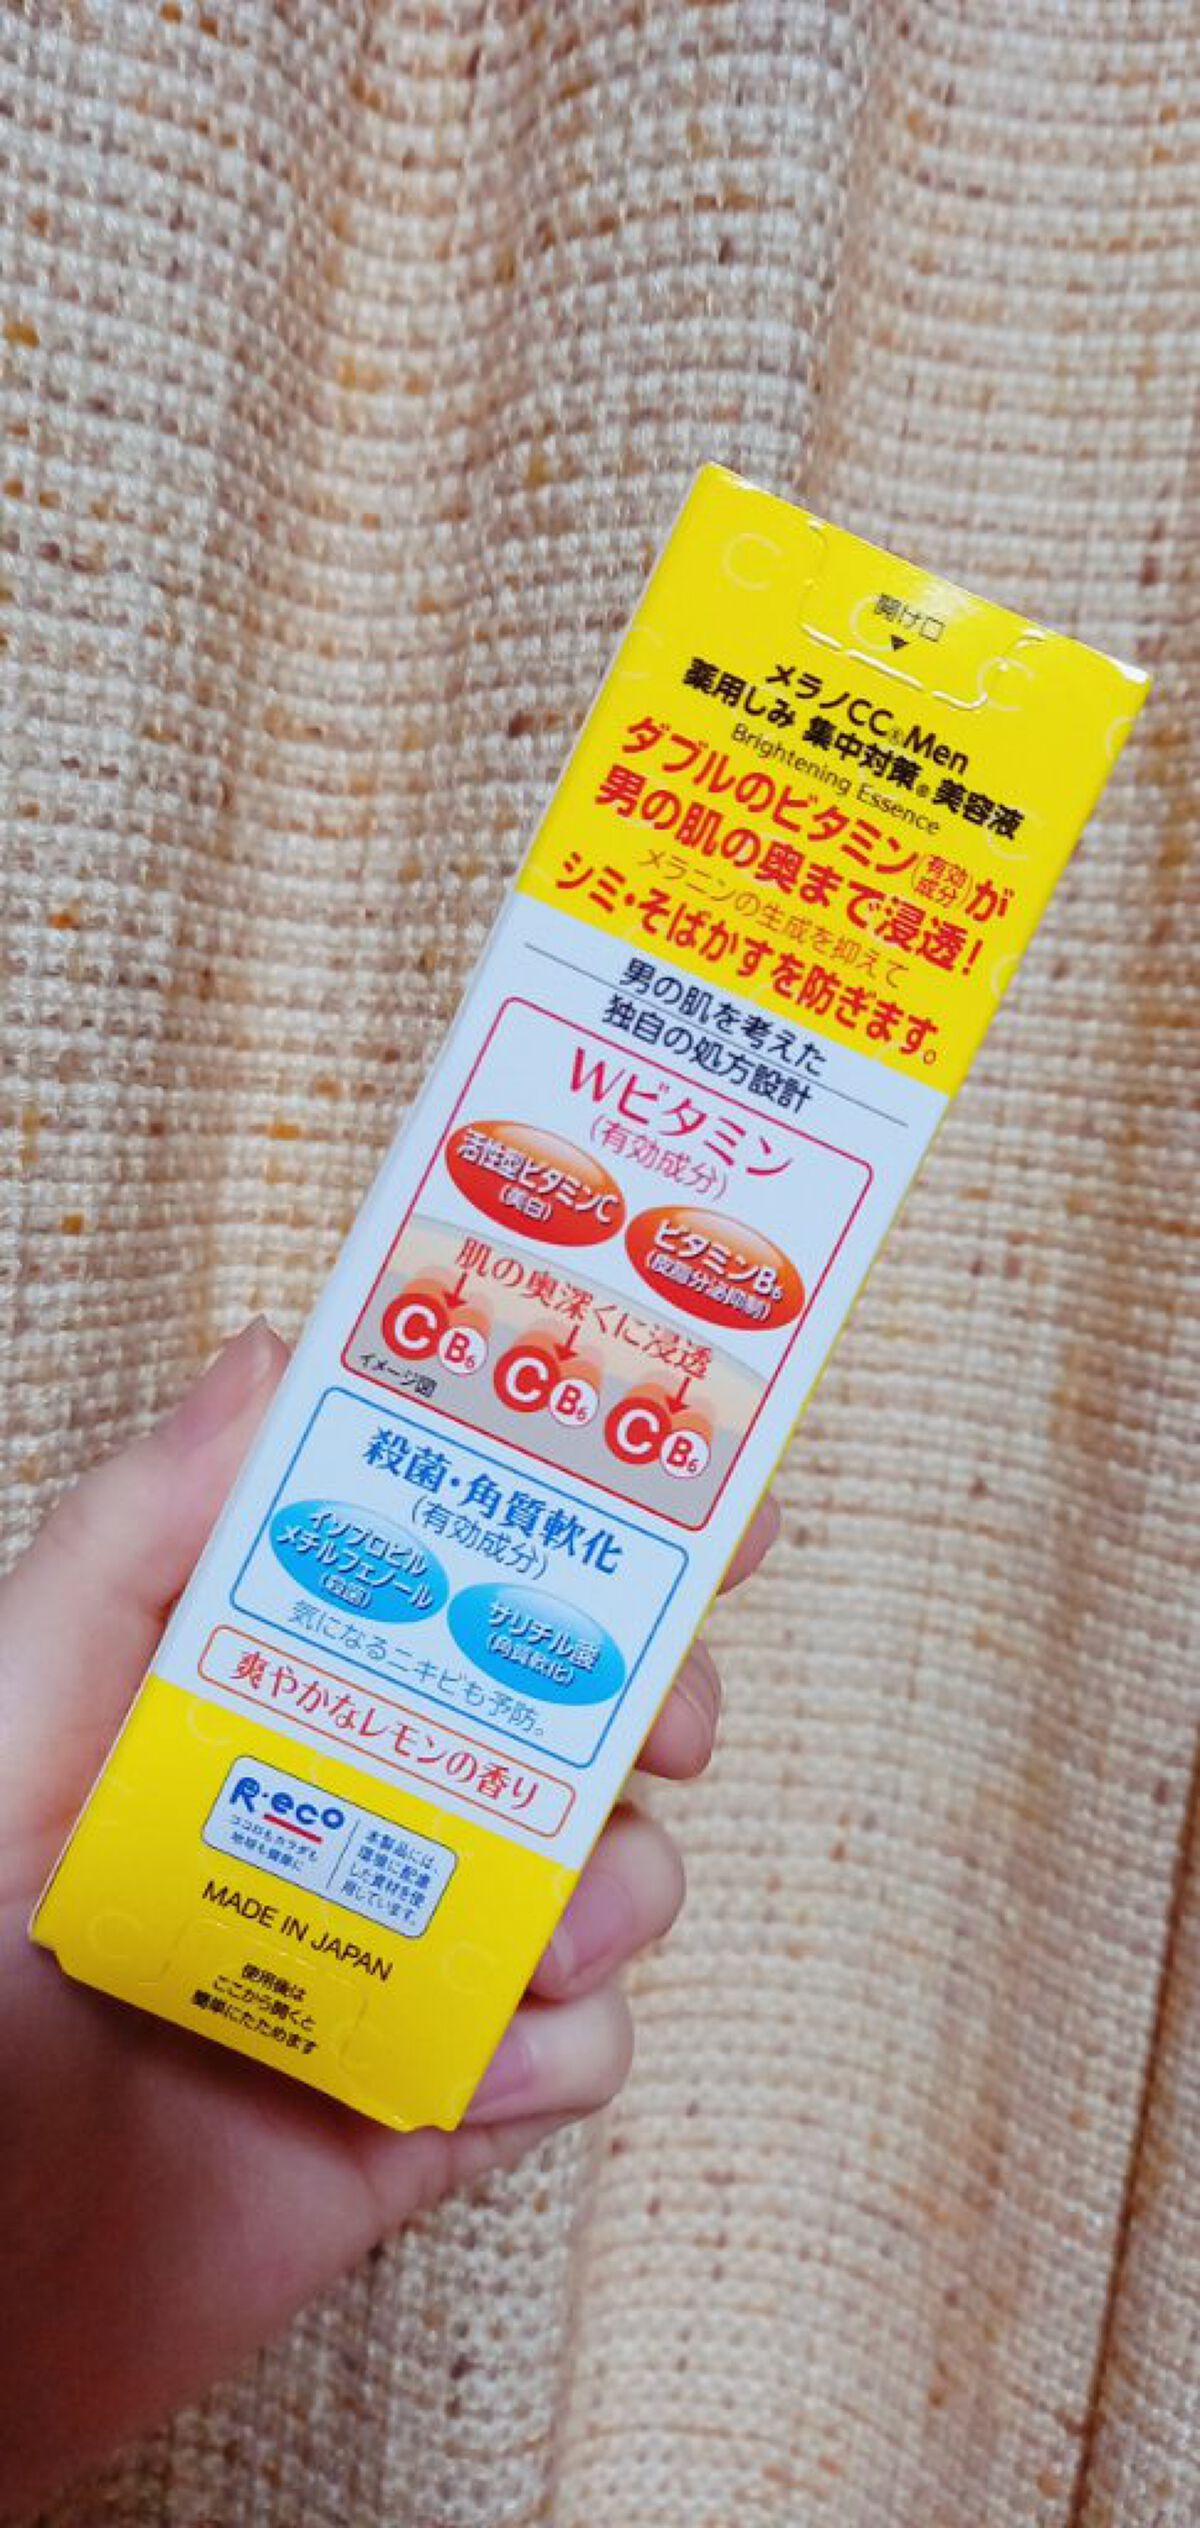 開け口
▼
メラノCC®Men
薬用しみ 集中対策®美容液
Brightening Essence
ダブルのビタミン(有効成分)が
男の肌の奥まで浸透!
メラニンの生成を抑えて
シミ・そばかすを防ぎます。
男の肌を考えた
独自の処方設計
Wビタミン
(有効成分)
活性型ビタミンC
(美白)
ビタミンB6
(皮脂分泌抑制)
肌の奥深くに浸透
C B6 C B6 C B6
イメージ図
殺菌・角質軟化
(有効成分)
イソプロピル
メチルフェノール
(殺菌)
サリチル酸
(角質軟化)
気になるニキビも予防。
爽やかなレモンの香り
R・eco
ココロもカラダも
地球も健康に
本製品には、
環境に配慮
した資材を使
用しています。
MADE IN JAPAN
使用後は
ここから開くと
簡単にたためます
C